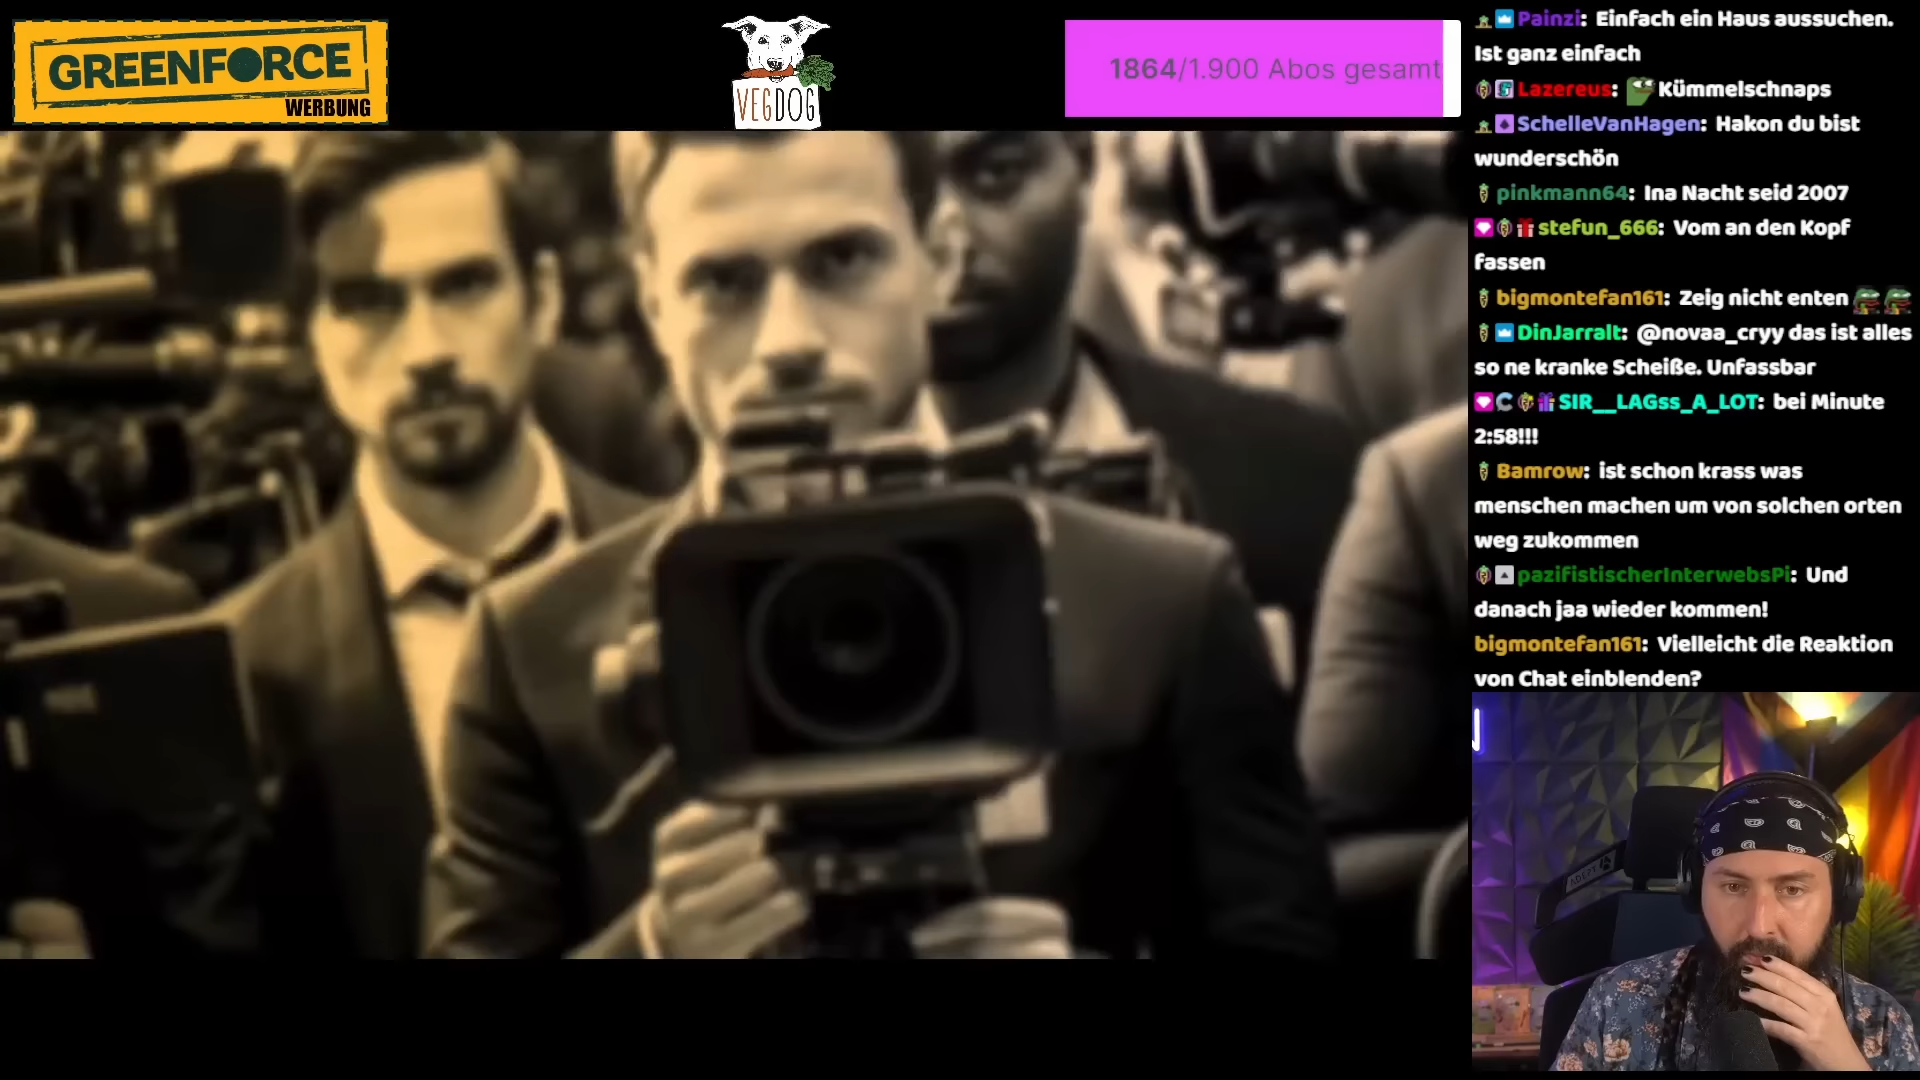 GREENFORCE
WERBUNG
VEGDOG
1864/1.900 Abos gesamt
Painzi: Einfach ein Haus aussuchen.
Ist ganz einfach
Lazereus: Kümmelschnaps
SchelleVanHagen: Hakon du bist
wunderschön
pinkmann64: Ina Nacht seid 2007
stefun_666: Vom an den Kopf
fassen
bigmontefan161: Zeig nicht enten
DinJarralt: @novaa_cryy das ist alles
so ne kranke Scheiße. Unfassbar
SIR__LAGss_A_LOT: bei Minute
2:58!!!
Bamrow: ist schon krass was
menschen machen um von solchen orten
weg zukommen
pazifistischerInterwebsPi: Und
danach jaa wieder kommen!
bigmontefan161: Vielleicht die Reaktion
von Chat einblenden?